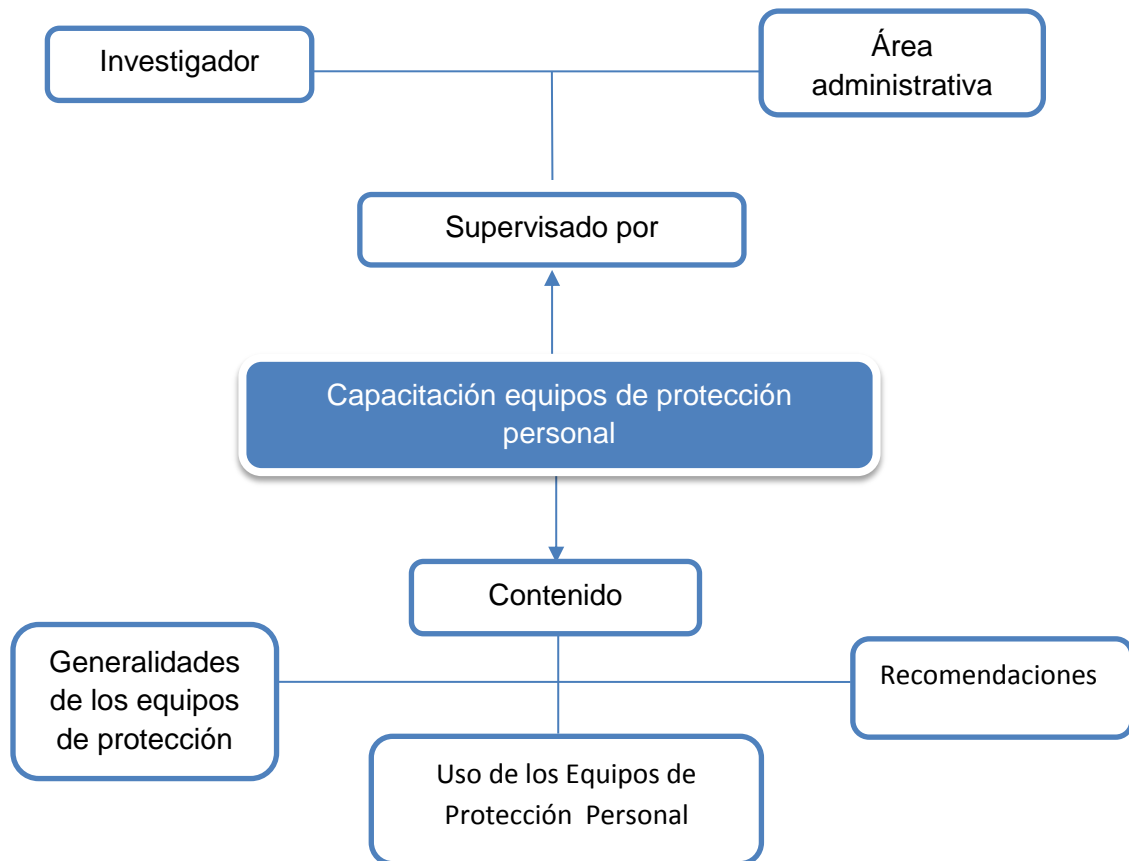 Investigador
Área
administrativa
Supervisado por
Capacitación equipos de protección
personal
Contenido
Generalidades
de los equipos
de protección
Recomendaciones
Uso de los Equipos de
Protección  Personal